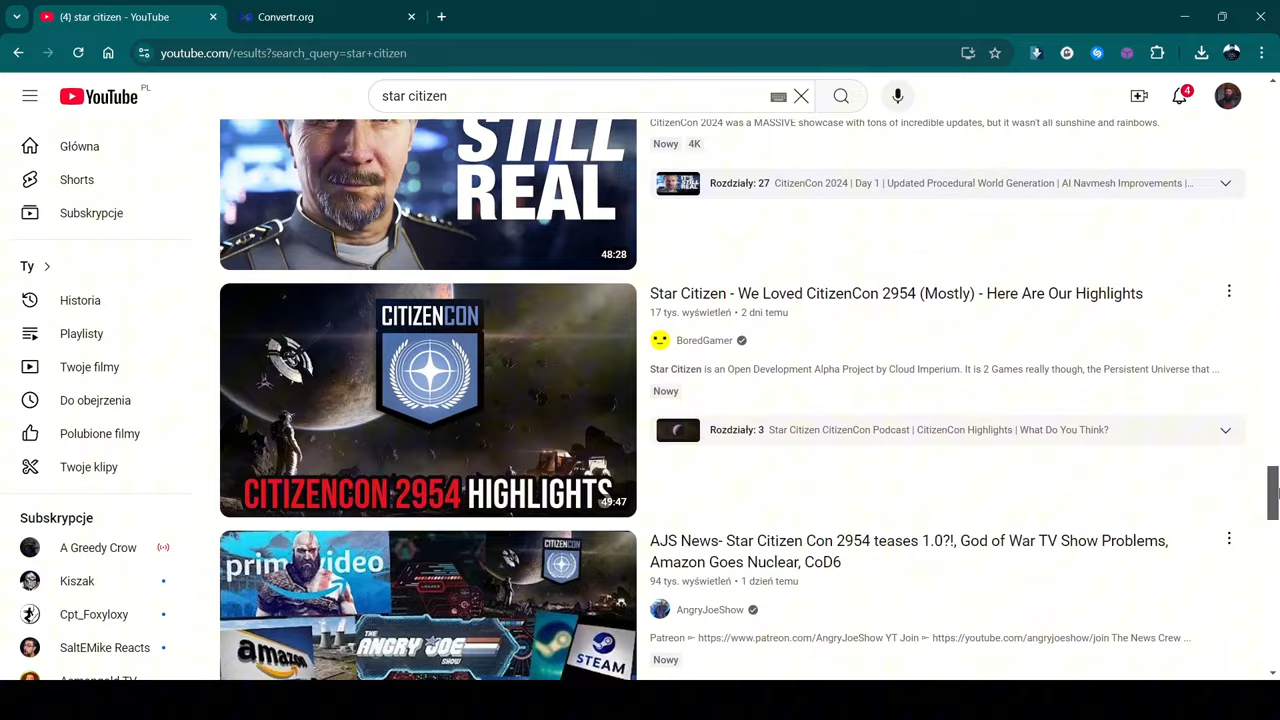 (4) star citizen - YouTube
Convertr.org
youtube.com/results?search_query=star+citizen
YouTube PL
star citizen
4
Główna
Shorts
Subskrypcje
Ty
Historia
Playlisty
Twoje filmy
Do obejrzenia
Polubione filmy
Twoje klipy
Subskrypcje
A Greedy Crow
Kiszak
Cpt_Foxyloxy
SaltEMike Reacts
STILL
REAL
48:28
CitizenCon 2024 was a MASSIVE showcase with tons of incredible updates, but it wasn't all sunshine and rainbows.
Nowy 4K
Rozdziały: 27 CitizenCon 2024 | Day 1 | Updated Procedural World Generation | AI Navmesh Improvements |...
CITIZENCON
CITIZENCON 2954 HIGHLIGHTS
49:47
Star Citizen - We Loved CitizenCon 2954 (Mostly) - Here Are Our Highlights
17 tys. wyświetleń • 2 dni temu
BoredGamer
Star Citizen is an Open Development Alpha Project by Cloud Imperium. It is 2 Games really though, the Persistent Universe that ...
Nowy
Rozdziały: 3 Star Citizen CitizenCon Podcast | CitizenCon Highlights | What Do You Think?
prime video
CITIZENCON
THE
ANGRY JOE
SHOW
amazon
STEAM
AJS News- Star Citizen Con 2954 teases 1.0?!, God of War TV Show Problems,
Amazon Goes Nuclear, CoD6
94 tys. wyświetleń • 1 dzień temu
AngryJoeShow
Patreon ➳ https://www.patreon.com/AngryJoeShow YT Join ➳ https://youtube.com/angryjoeshow/join The News Crew ...
Nowy